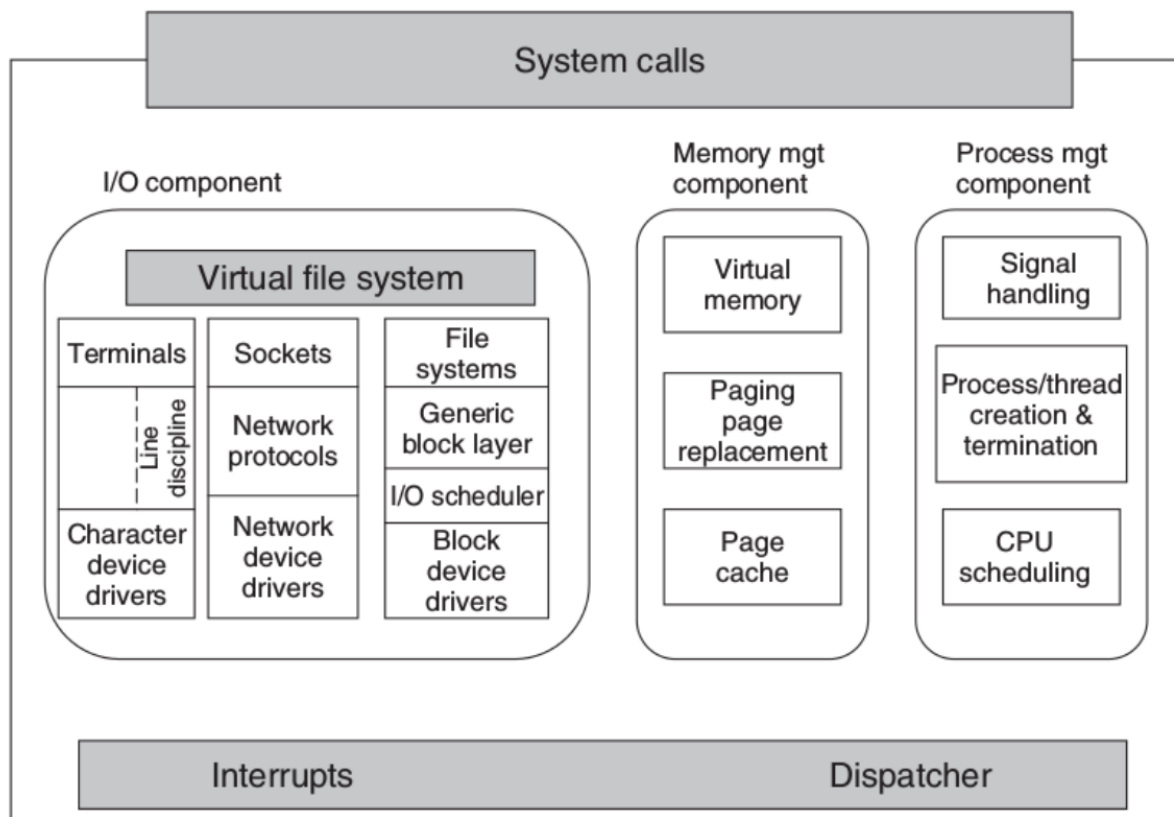 System calls
I/O component
Memory mgt
component
Process mgt
component
Virtual file system
Terminals
Line
discipline
Character
device
drivers
Sockets
Network
protocols
Network
device
drivers
File
systems
Generic
block layer
I/O scheduler
Block
device
drivers
Virtual
memory
Paging
page
replacement
Page
cache
Signal
handling
Process/thread
creation &
termination
CPU
scheduling
Interrupts
Dispatcher